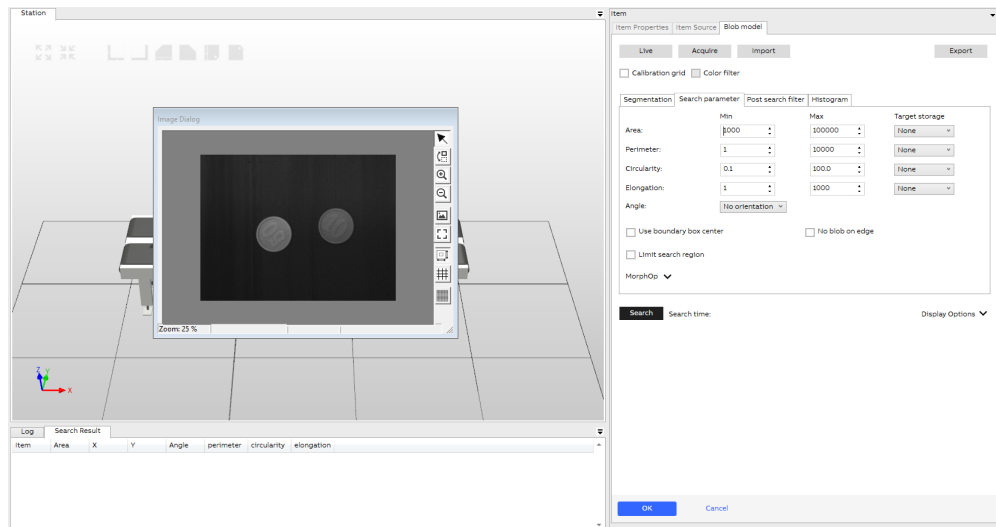 Station
Item
Item Properties Item Source Blob model
Live Acquire Import Export
Calibration grid Color filter
Segmentation Search parameter Post search filter Histogram
Min Max Target storage
Area: 1000 100000 None
Perimeter: 1 10000 None
Circularity: 0.1 100.0 None
Elongation: 1 1000 None
Angle: No orientation
Use boundary box center No blob on edge
Limit search region
MorphOp
Search Search time: Display Options
OK Cancel
Image Dialog
Zoom: 25 %
Z Y
X
Log Search Result
Item Area X Y Angle perimeter circularity elongation